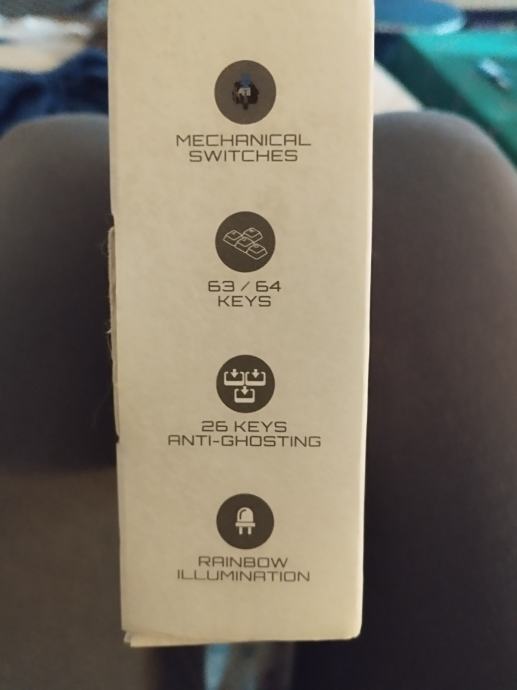 MECHANICAL
SWITCHES
63 / 64
KEYS
26 KEYS
ANTI-GHOSTING
RAINBOW
ILLUMINATION